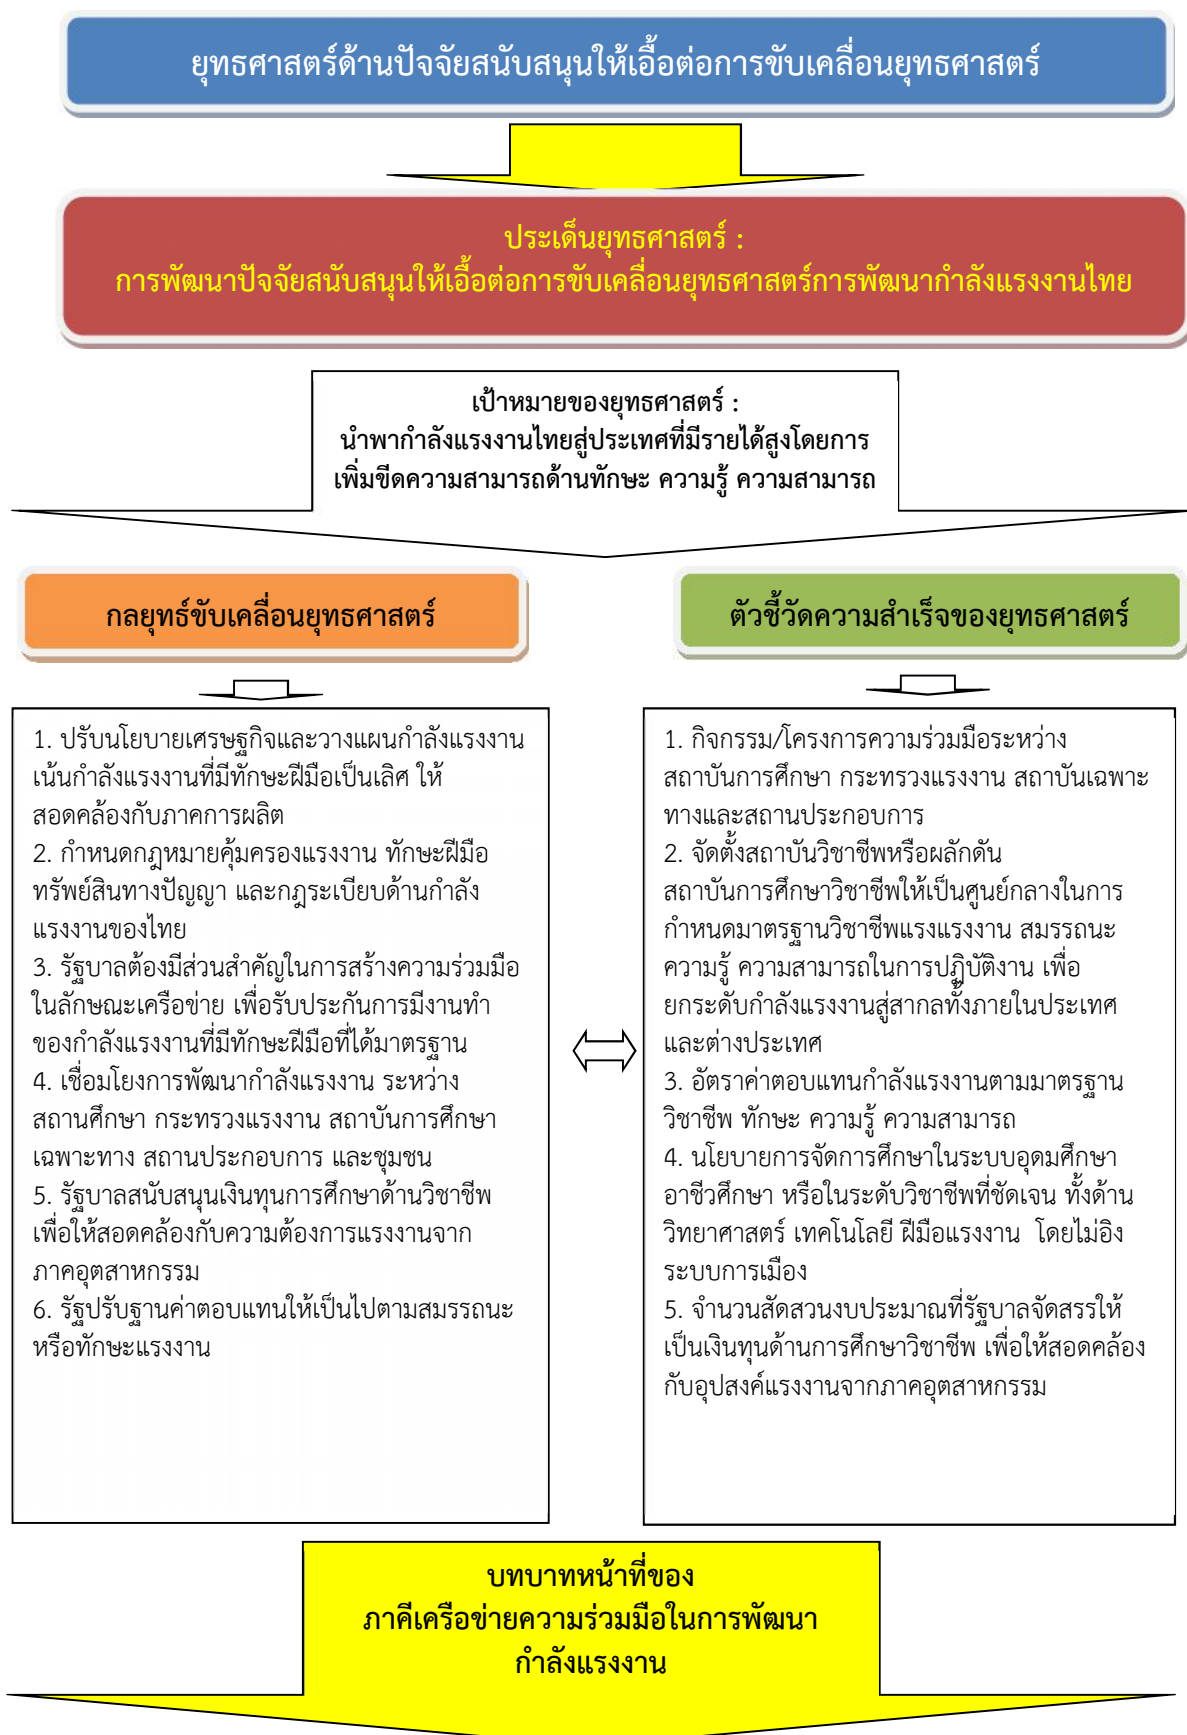 ยุทธศาสตร์ด้านปัจจัยสนับสนุนให้เอื้อต่อการขับเคลื่อนยุทธศาสตร์
ประเด็นยุทธศาสตร์ :
การพัฒนาปัจจัยสนับสนุนให้เอื้อต่อการขับเคลื่อนยุทธศาสตร์การพัฒนากำลังแรงงานไทย
เป้าหมายของยุทธศาสตร์ :
นำพากำลังแรงงานไทยสู่ประเทศที่มีรายได้สูงโดยการ
เพิ่มขีดความสามารถด้านทักษะ ความรู้ ความสามารถ
กลยุทธ์ขับเคลื่อนยุทธศาสตร์
1. ปรับนโยบายเศรษฐกิจและวางแผนกำลังแรงงาน
เน้นกำลังแรงงานที่มีทักษะฝีมือเป็นเลิศ ให้
สอดคล้องกับภาคการผลิต
2. กำหนดกฎหมายคุ้มครองแรงงาน ทักษะฝีมือ
ทรัพย์สินทางปัญญา และกฎระเบียบด้านกำลัง
แรงงานของไทย
3. รัฐบาลต้องมีส่วนสำคัญในการสร้างความร่วมมือ
ในลักษณะเครือข่าย เพื่อรับประกันการมีงานทำ
ของกำลังแรงงานที่มีทักษะฝีมือที่ได้มาตรฐาน
4. เชื่อมโยงการพัฒนากำลังแรงงาน ระหว่าง
สถานศึกษา กระทรวงแรงงาน สถาบันการศึกษา
เฉพาะทาง สถานประกอบการ และชุมชน
5. รัฐบาลสนับสนุนเงินทุนการศึกษาด้านวิชาชีพ
เพื่อให้สอดคล้องกับความต้องการแรงงานจาก
ภาคอุตสาหกรรม
6. รัฐปรับฐานค่าตอบแทนให้เป็นไปตามสมรรถนะ
หรือทักษะแรงงาน
ตัวชี้วัดความสำเร็จของยุทธศาสตร์
1. กิจกรรม/โครงการความร่วมมือระหว่าง
สถาบันการศึกษา กระทรวงแรงงาน สถาบันเฉพาะ
ทางและสถานประกอบการ
2. จัดตั้งสถาบันวิชาชีพหรือผลักดัน
สถาบันการศึกษาวิชาชีพให้เป็นศูนย์กลางในการ
กำหนดมาตรฐานวิชาชีพแรงแรงงาน สมรรถนะ
ความรู้ ความสามารถในการปฏิบัติงาน เพื่อ
ยกระดับกำลังแรงงานสู่สากลทั้งภายในประเทศ
และต่างประเทศ
3. อัตราค่าตอบแทนกำลังแรงงานตามมาตรฐาน
วิชาชีพ ทักษะ ความรู้ ความสามารถ
4. นโยบายการจัดการศึกษาในระบบอุดมศึกษา
อาชีวศึกษา หรือในระดับวิชาชีพที่ชัดเจน ทั้งด้าน
วิทยาศาสตร์ เทคโนโลยี ฝีมือแรงงาน โดยไม่อิง
ระบบการเมือง
5. จำนวนสัดสวนงบประมาณที่รัฐบาลจัดสรรให้
เป็นเงินทุนด้านการศึกษาวิชาชีพ เพื่อให้สอดคล้อง
กับอุปสงค์แรงงานจากภาคอุตสาหกรรม
บทบาทหน้าที่ของ
ภาคีเครือข่ายความร่วมมือในการพัฒนา
กำลังแรงงาน